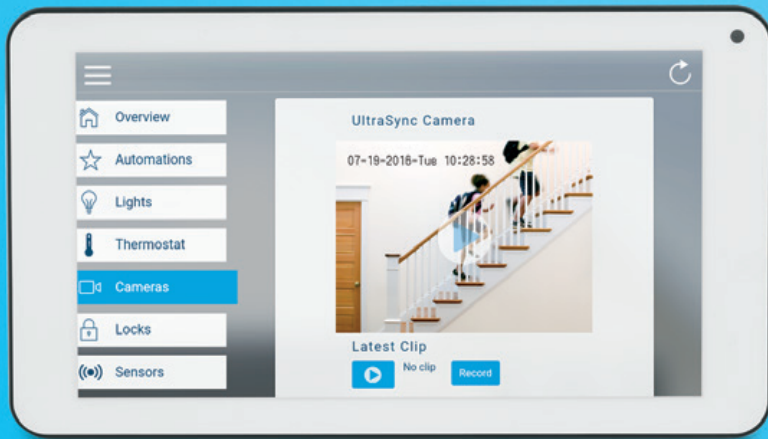 Overview
Automations
Lights
Thermostat
Cameras
Locks
Sensors
UltraSync Camera
07-19-2016-Tue 10:28:58
Latest Clip
No clip
Record